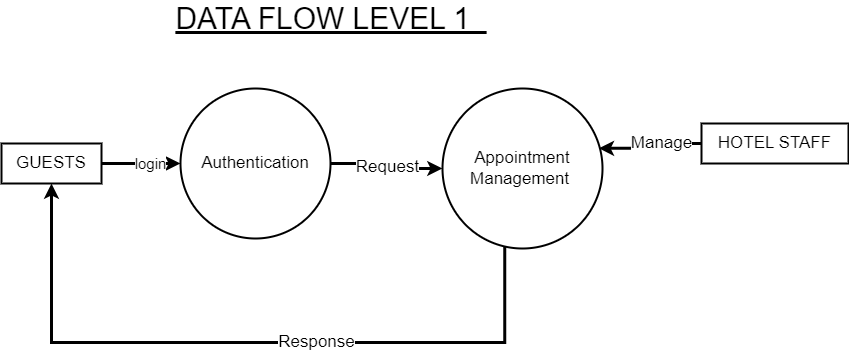 DATA FLOW LEVEL 1
GUESTS
login
Authentication
Request
Appointment
Management
Manage
HOTEL STAFF
Response